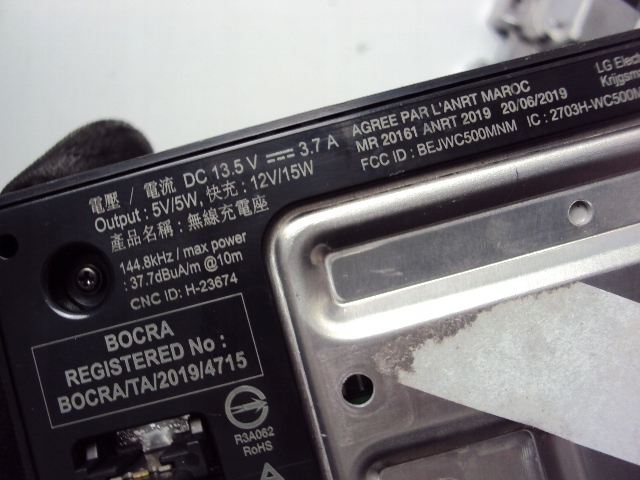 電壓 / 電流 DC 13.5 V ⎓ 3.7 A
Output : 5V/5W, 快充 : 12V/15W
產品名稱 : 無線充電座
144.8kHz / max power
: 37.7dBuA/m @10m
CNC ID: H-23674
BOCRA
REGISTERED No :
BOCRA/TA/2019/4715
R3A062
RoHS
AGREE PAR L'ANRT MAROC
MR 20161 ANRT 2019 20/06/2019
FCC ID : BEJWC500MNM IC : 2703H-WC500M
LG Elect
Krijgsm